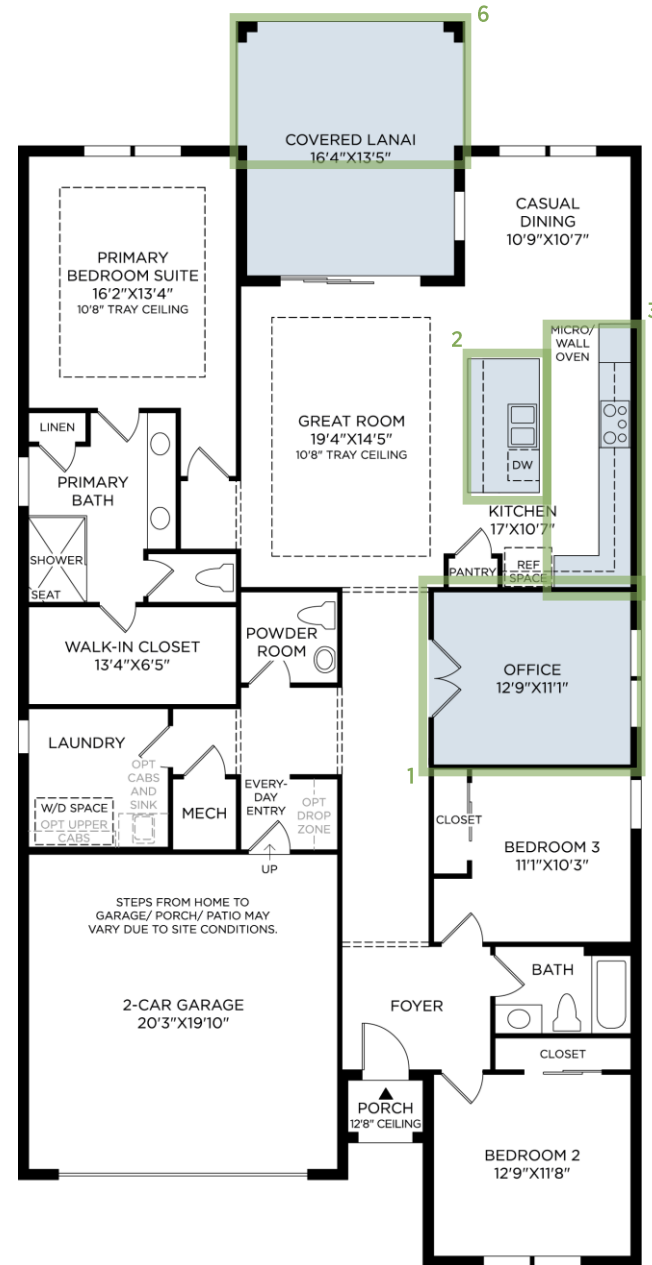 6
COVERED LANAI
16'4"X13'5"
CASUAL
DINING
10'9"X10'7"
PRIMARY
BEDROOM SUITE
16'2"X13'4"
10'8" TRAY CEILING
3
MICRO/
WALL
OVEN
2
LINEN
GREAT ROOM
19'4"X14'5"
10'8" TRAY CEILING
DW
PRIMARY
BATH
KITCHEN
17'X10'7"
SHOWER
SEAT
PANTRY
REF
SPACE
WALK-IN CLOSET
13'4"X6'5"
POWDER
ROOM
OFFICE
12'9"X11'1"
1
LAUNDRY
OPT
CABS
AND
SINK
W/D SPACE
OPT UPPER
CABS
MECH
EVERY-
DAY
ENTRY
OPT
DROP
ZONE
UP
CLOSET
BEDROOM 3
11'1"X10'3"
STEPS FROM HOME TO
GARAGE/ PORCH/ PATIO MAY
VARY DUE TO SITE CONDITIONS.
2-CAR GARAGE
20'3"X19'10"
FOYER
BATH
CLOSET
PORCH
12'8" CEILING
BEDROOM 2
12'9"X11'8"